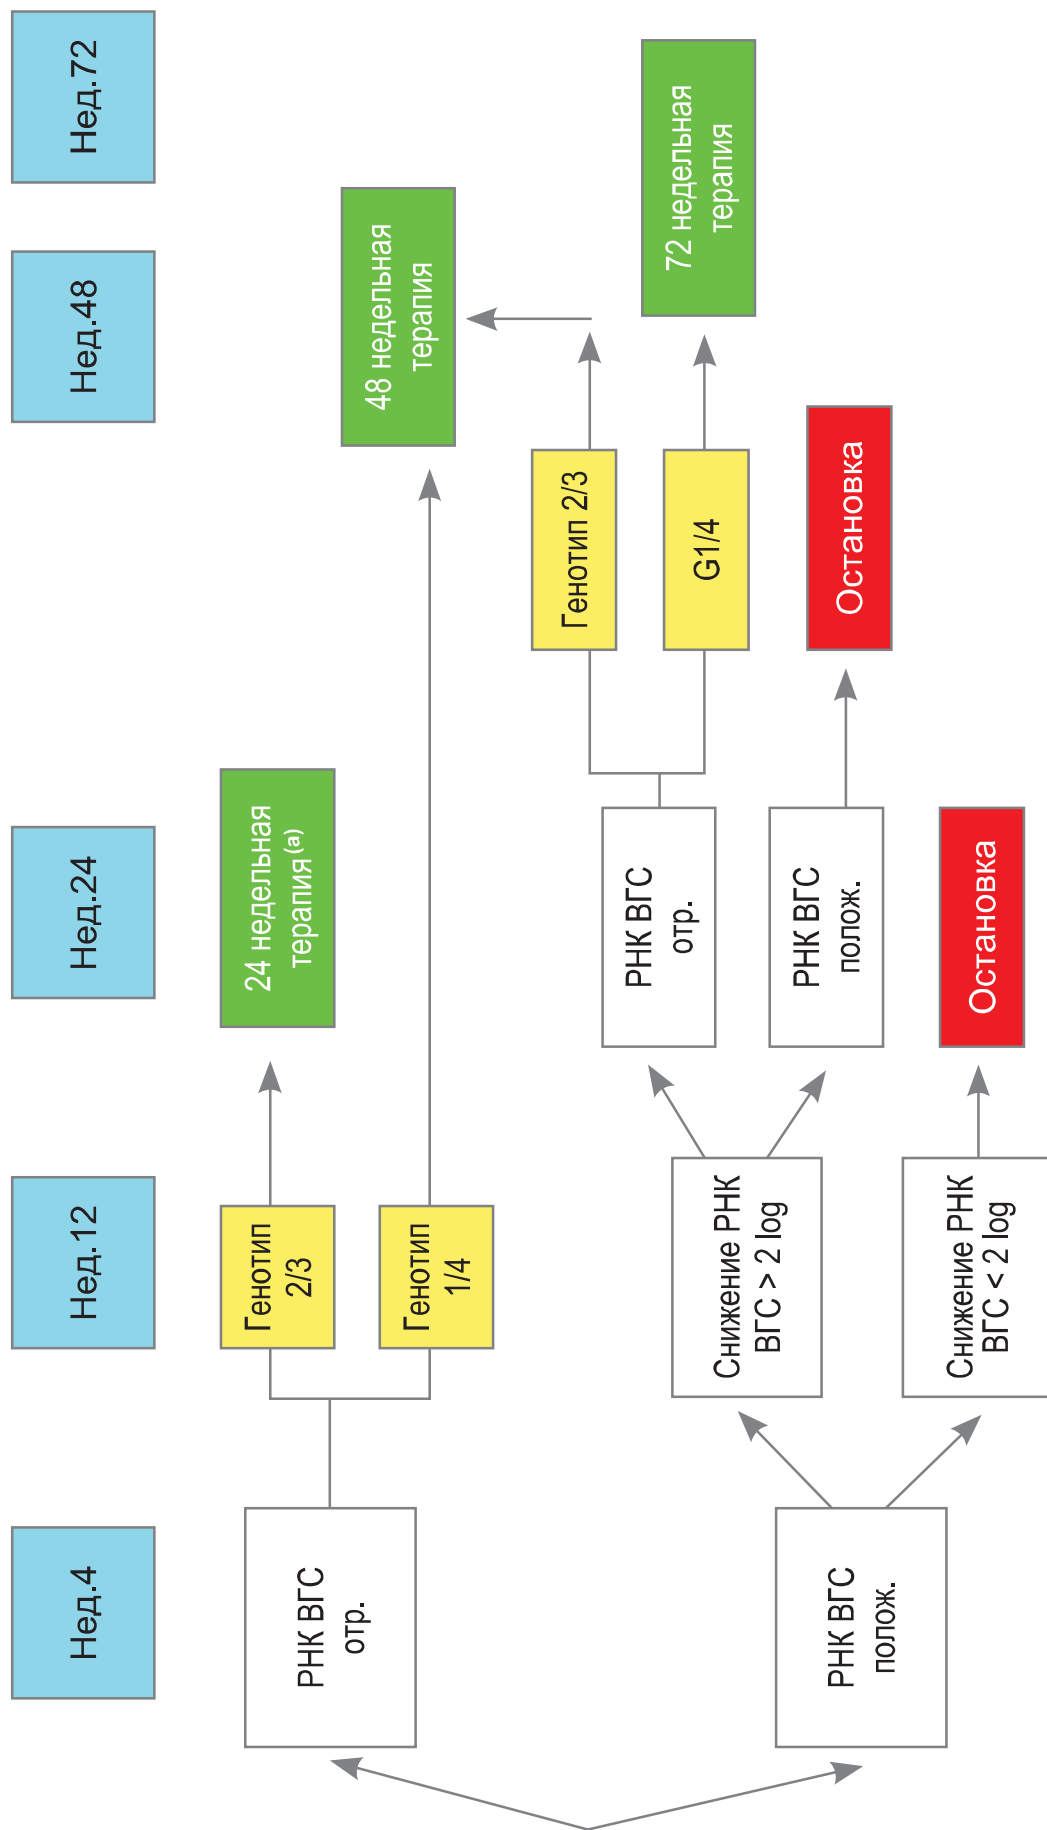 Нед.4
Нед.12
Нед.24
Нед.48
Нед.72
РНК ВГС
отр.
Генотип
2/3
24 недельная
терапия(а)
Генотип
1/4
48 недельная
терапия
Генотип 2/3
G1/4
72 недельная
терапия
РНК ВГС
отр.
РНК ВГС
полож.
Остановка
Снижение РНК
ВГС > 2 log
РНК ВГС
полож.
Снижение РНК
ВГС < 2 log
Остановка